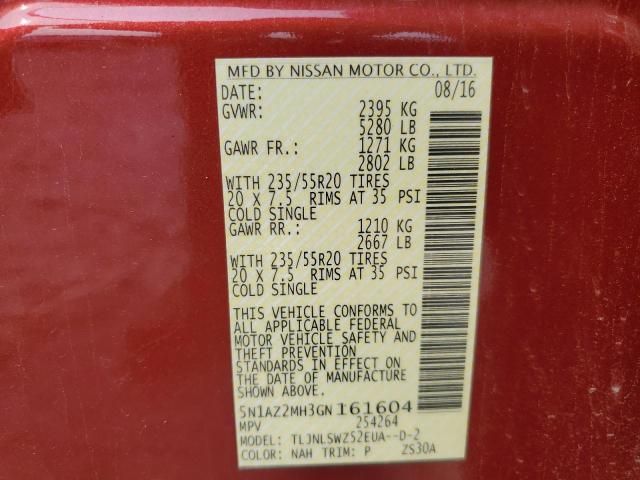 MFD BY NISSAN MOTOR CO., LTD.
DATE: 08/16
GVWR: 2395 KG
5280 LB
GAWR FR.: 1271 KG
2802 LB
WITH 235/55R20 TIRES
20 X 7.5 RIMS AT 35 PSI
COLD SINGLE
GAWR RR.: 1210 KG
2667 LB
WITH 235/55R20 TIRES
20 X 7.5 RIMS AT 35 PSI
COLD SINGLE
THIS VEHICLE CONFORMS TO
ALL APPLICABLE FEDERAL
MOTOR VEHICLE SAFETY AND
THEFT PREVENTION
STANDARDS IN EFFECT ON
THE DATE OF MANUFACTURE
SHOWN ABOVE.
5N1AZ2MH3GN161604
MPV 254264
MODEL: TLJNLSWZ52EUA--D-2
COLOR: NAH TRIM: P ZS30A